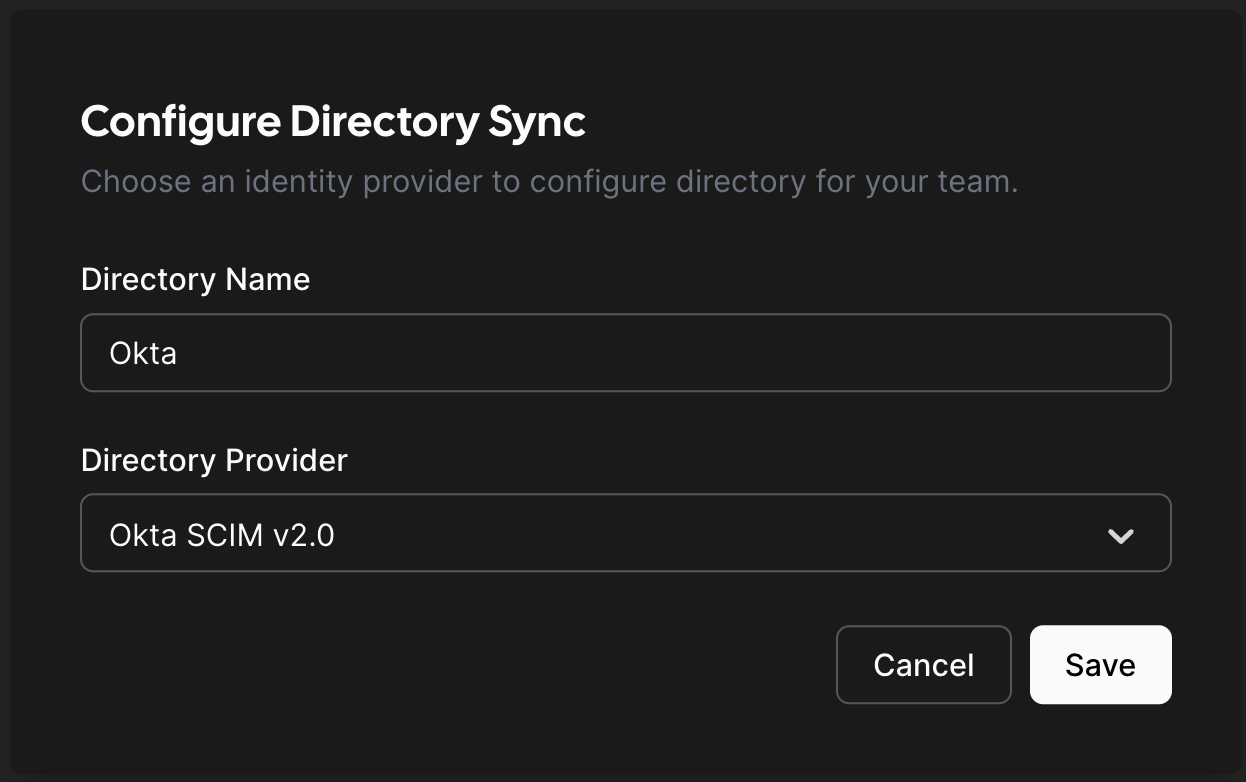 Configure Directory Sync
Choose an identity provider to configure directory for your team.
Directory Name
Okta
Directory Provider
Okta SCIM v2.0
Cancel
Save